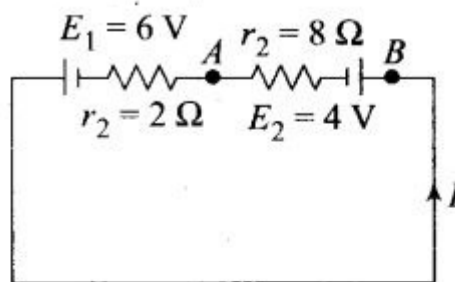 E₁ = 6 V A r₂ = 8 Ω B
r₂ = 2 Ω E₂ = 4 V
I